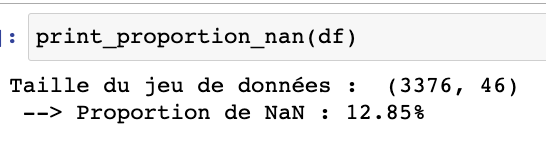 ]: print_proportion_nan(df)
Taille du jeu de données :  (3376, 46)
 --> Proportion de NaN : 12.85%